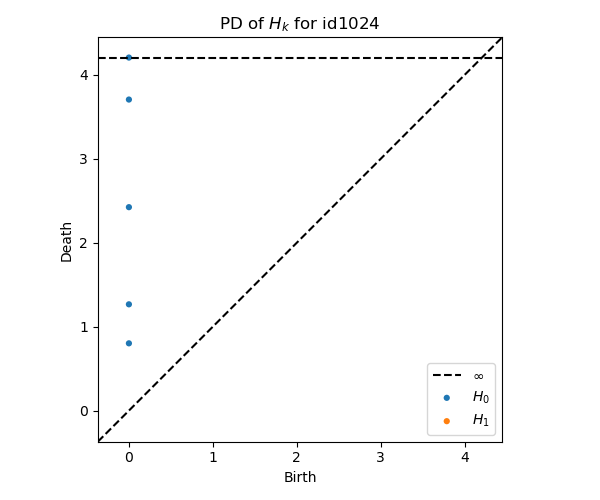 PD of $H_k$ for id1024
4
3
2
1
0
Death
0 1 2 3 4
Birth
∞
$H_0$
$H_1$